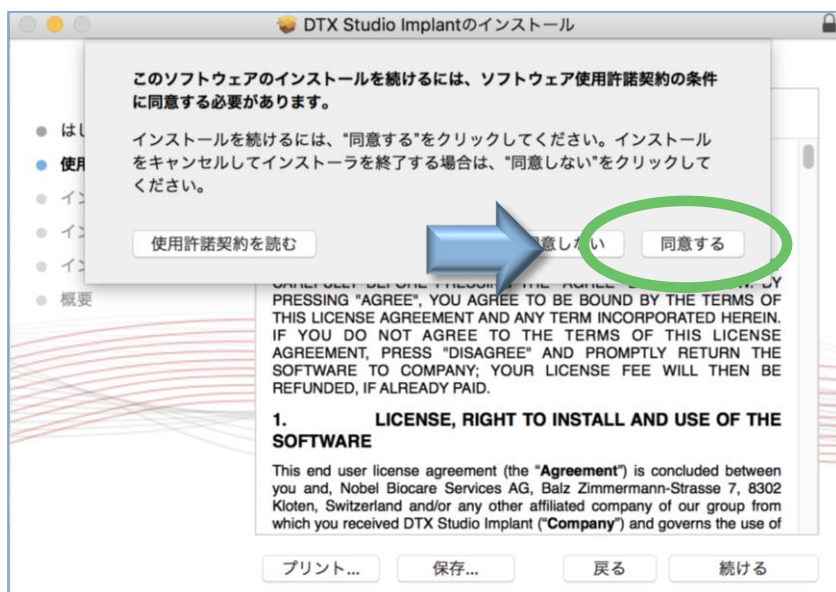 DTX Studio Implantのインストール
このソフトウェアのインストールを続けるには、ソフトウェア使用許諾契約の条件
に同意する必要があります。
インストールを続けるには、“同意する”をクリックしてください。インストール
をキャンセルしてインストーラを終了する場合は、“同意しない”をクリックして
ください。
使用許諾契約を読む
意しない
同意する
はじ
使用
イン
イン
イン
概要
PRESSING "AGREE", YOU AGREE TO BE BOUND BY THE TERMS OF
THIS LICENSE AGREEMENT AND ANY TERM INCORPORATED HEREIN.
IF YOU DO NOT AGREE TO THE TERMS OF THIS LICENSE
AGREEMENT, PRESS "DISAGREE" AND PROMPTLY RETURN THE
SOFTWARE TO COMPANY; YOUR LICENSE FEE WILL THEN BE
REFUNDED, IF ALREADY PAID.
1. LICENSE, RIGHT TO INSTALL AND USE OF THE
SOFTWARE
This end user license agreement (the “Agreement”) is concluded between
you and, Nobel Biocare Services AG, Balz Zimmermann-Strasse 7, 8302
Kloten, Switzerland and/or any other affiliated company of our group from
which you received DTX Studio Implant (“Company”) and governs the use of
プリント...
保存...
戻る
続ける